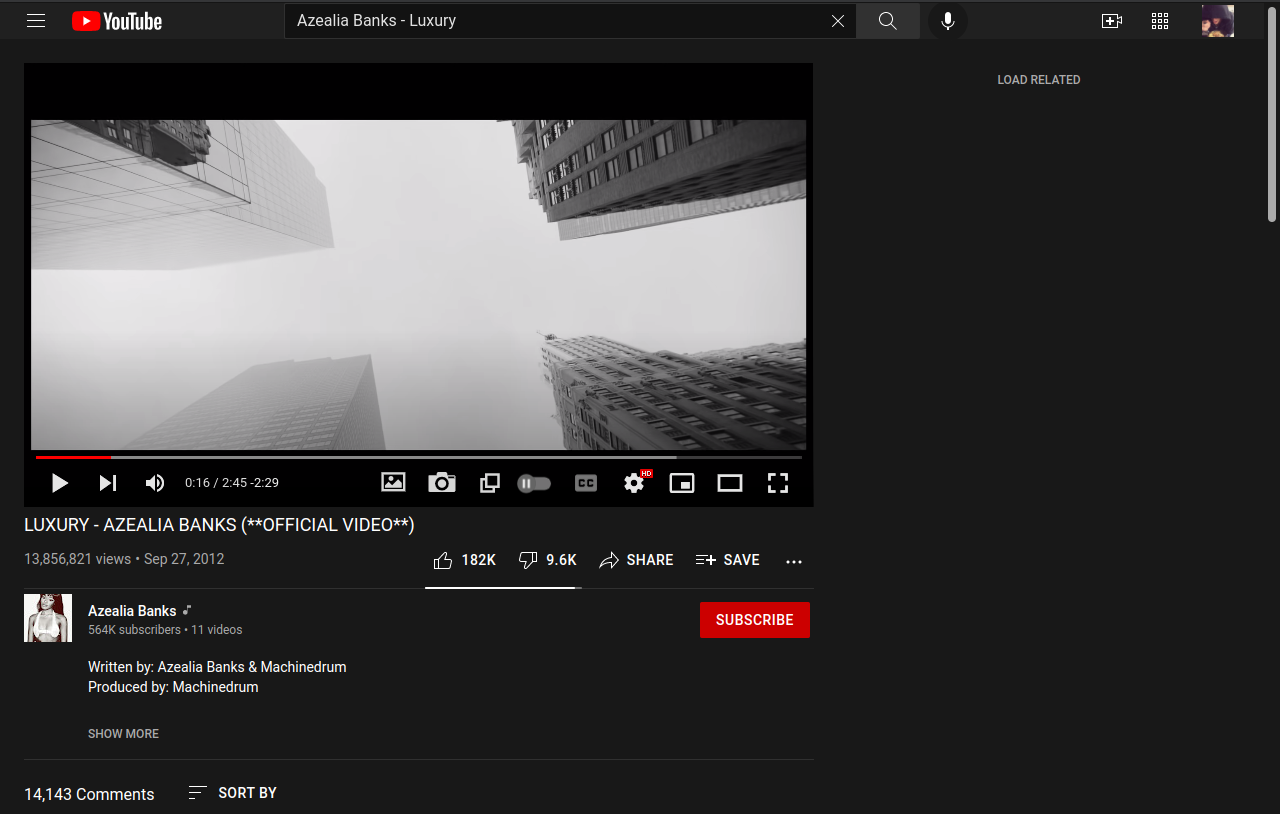 YouTube
Azealia Banks - Luxury
LOAD RELATED
0:16 / 2:45 -2:29
CC
HD
LUXURY - AZEALIA BANKS (**OFFICIAL VIDEO**)
13,856,821 views • Sep 27, 2012
182K
9.6K
SHARE
SAVE
Azealia Banks
564K subscribers • 11 videos
SUBSCRIBE
Written by: Azealia Banks & Machinedrum
Produced by: Machinedrum
SHOW MORE
14,143 Comments
SORT BY